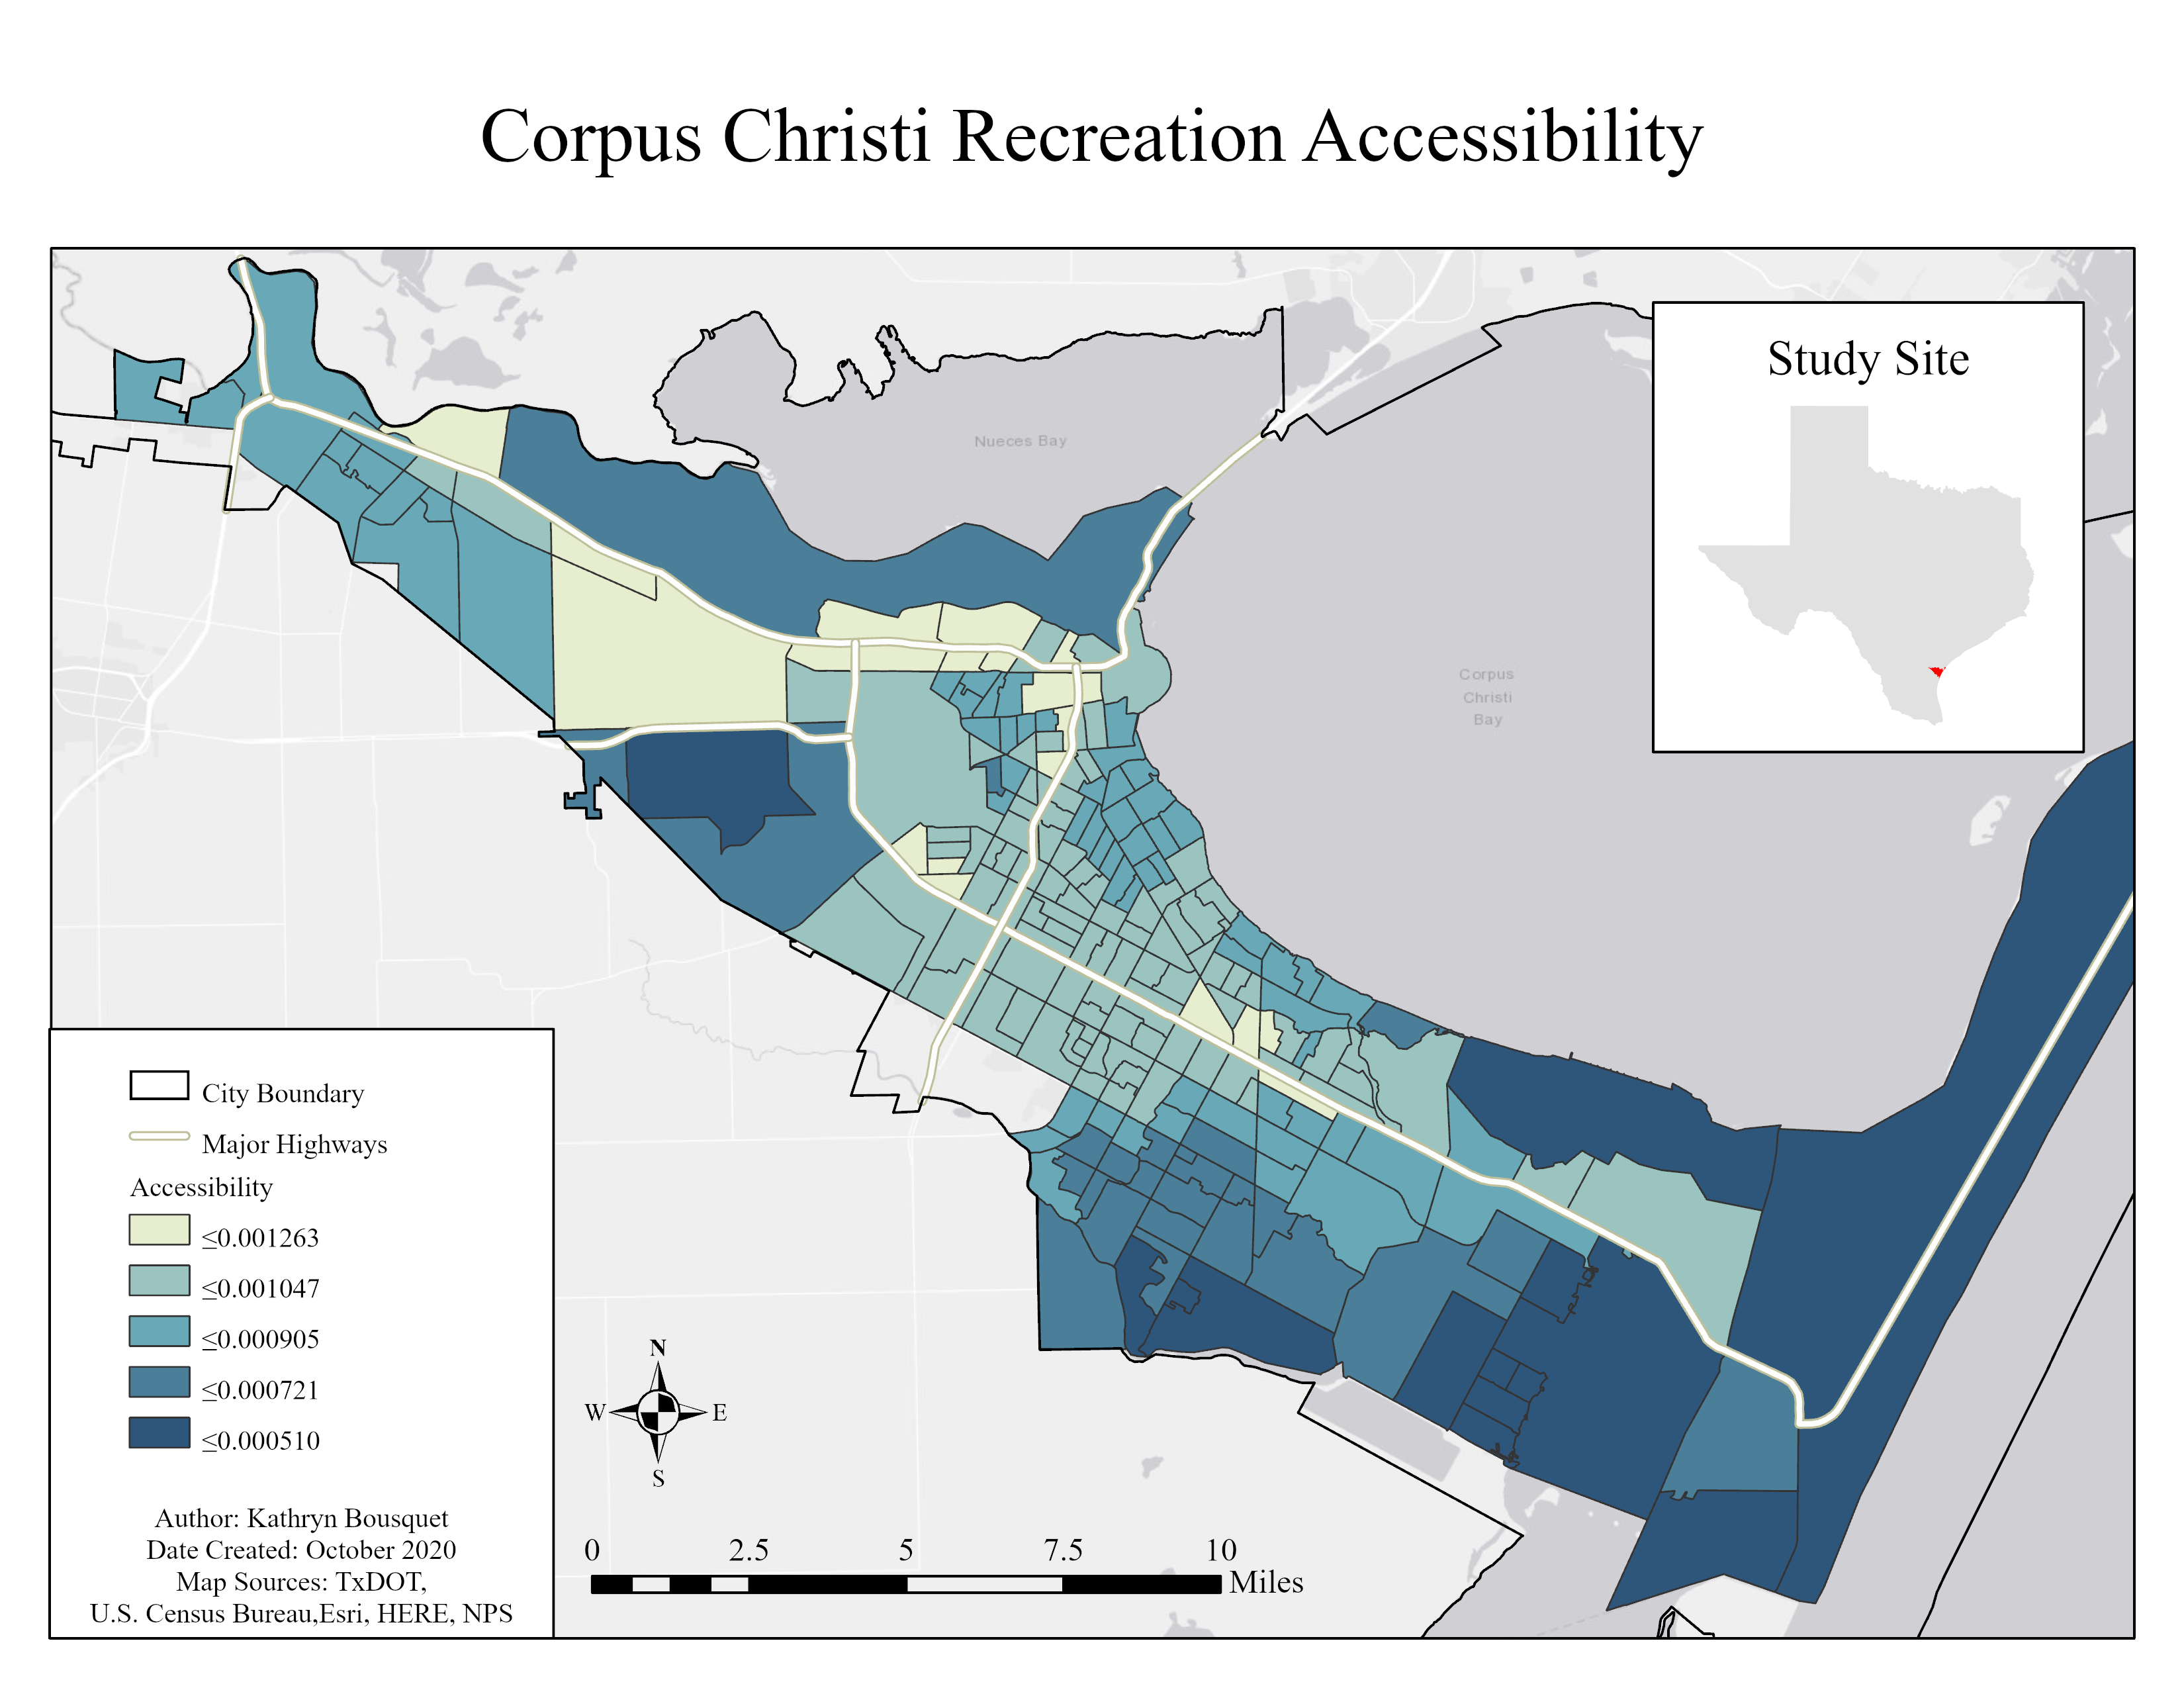 Corpus Christi Recreation Accessibility
Study Site
Nueces Bay
Corpus
Christi
Bay
City Boundary
Major Highways
Accessibility
≤0.001263
≤0.001047
≤0.000905
≤0.000721
≤0.000510
Author: Kathryn Bousquet
Date Created: October 2020
Map Sources: TxDOT,
U.S. Census Bureau,Esri, HERE, NPS
N
W E
S
0 2.5 5 7.5 10
Miles